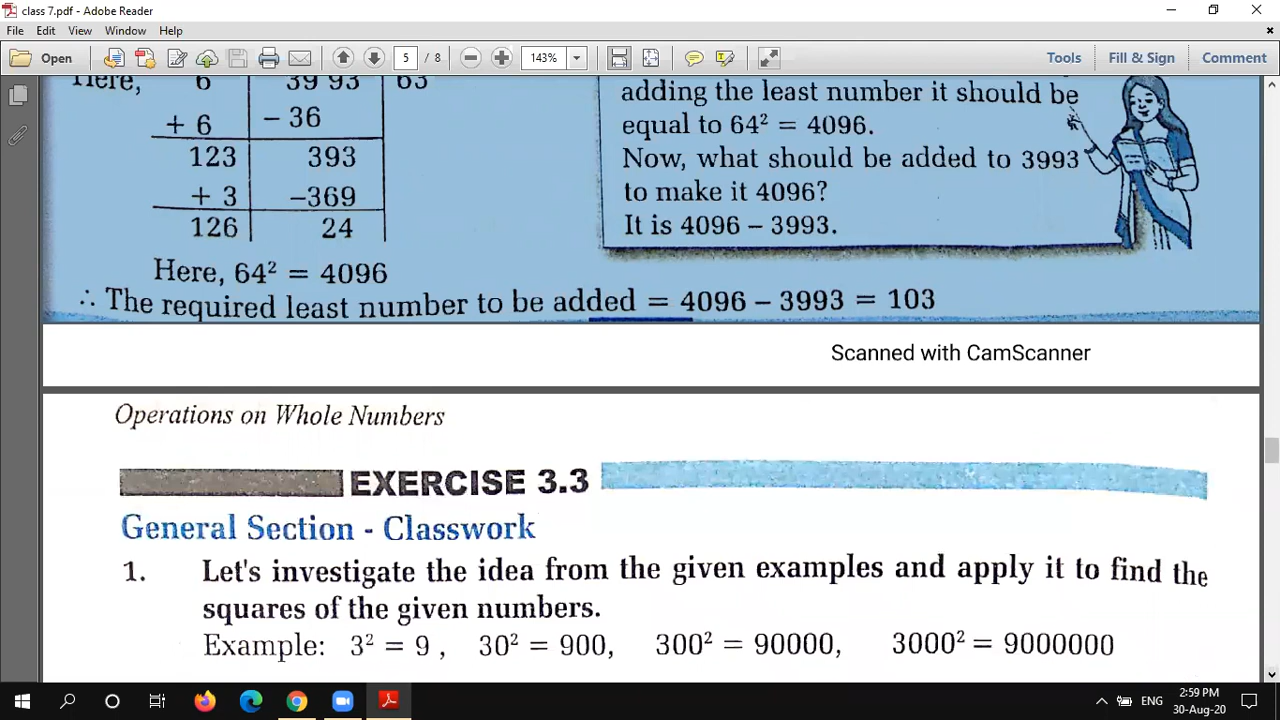 class 7.pdf - Adobe Reader
File Edit View Window Help
Open 5 / 8 143% Tools Fill & Sign Comment
Here, 6 39 93 63
+ 6 – 36
123 393
+ 3 –369
126 24
Here, 64² = 4096
∴ The required least number to be added = 4096 – 3993 = 103
adding the least number it should be
equal to 64² = 4096.
Now, what should be added to 3993
to make it 4096?
It is 4096 – 3993.
Scanned with CamScanner
Operations on Whole Numbers
EXERCISE 3.3
General Section - Classwork
1. Let's investigate the idea from the given examples and apply it to find the
squares of the given numbers.
Example: 3² = 9 , 30² = 900, 300² = 90000, 3000² = 9000000
ENG 2:59 PM
30-Aug-20